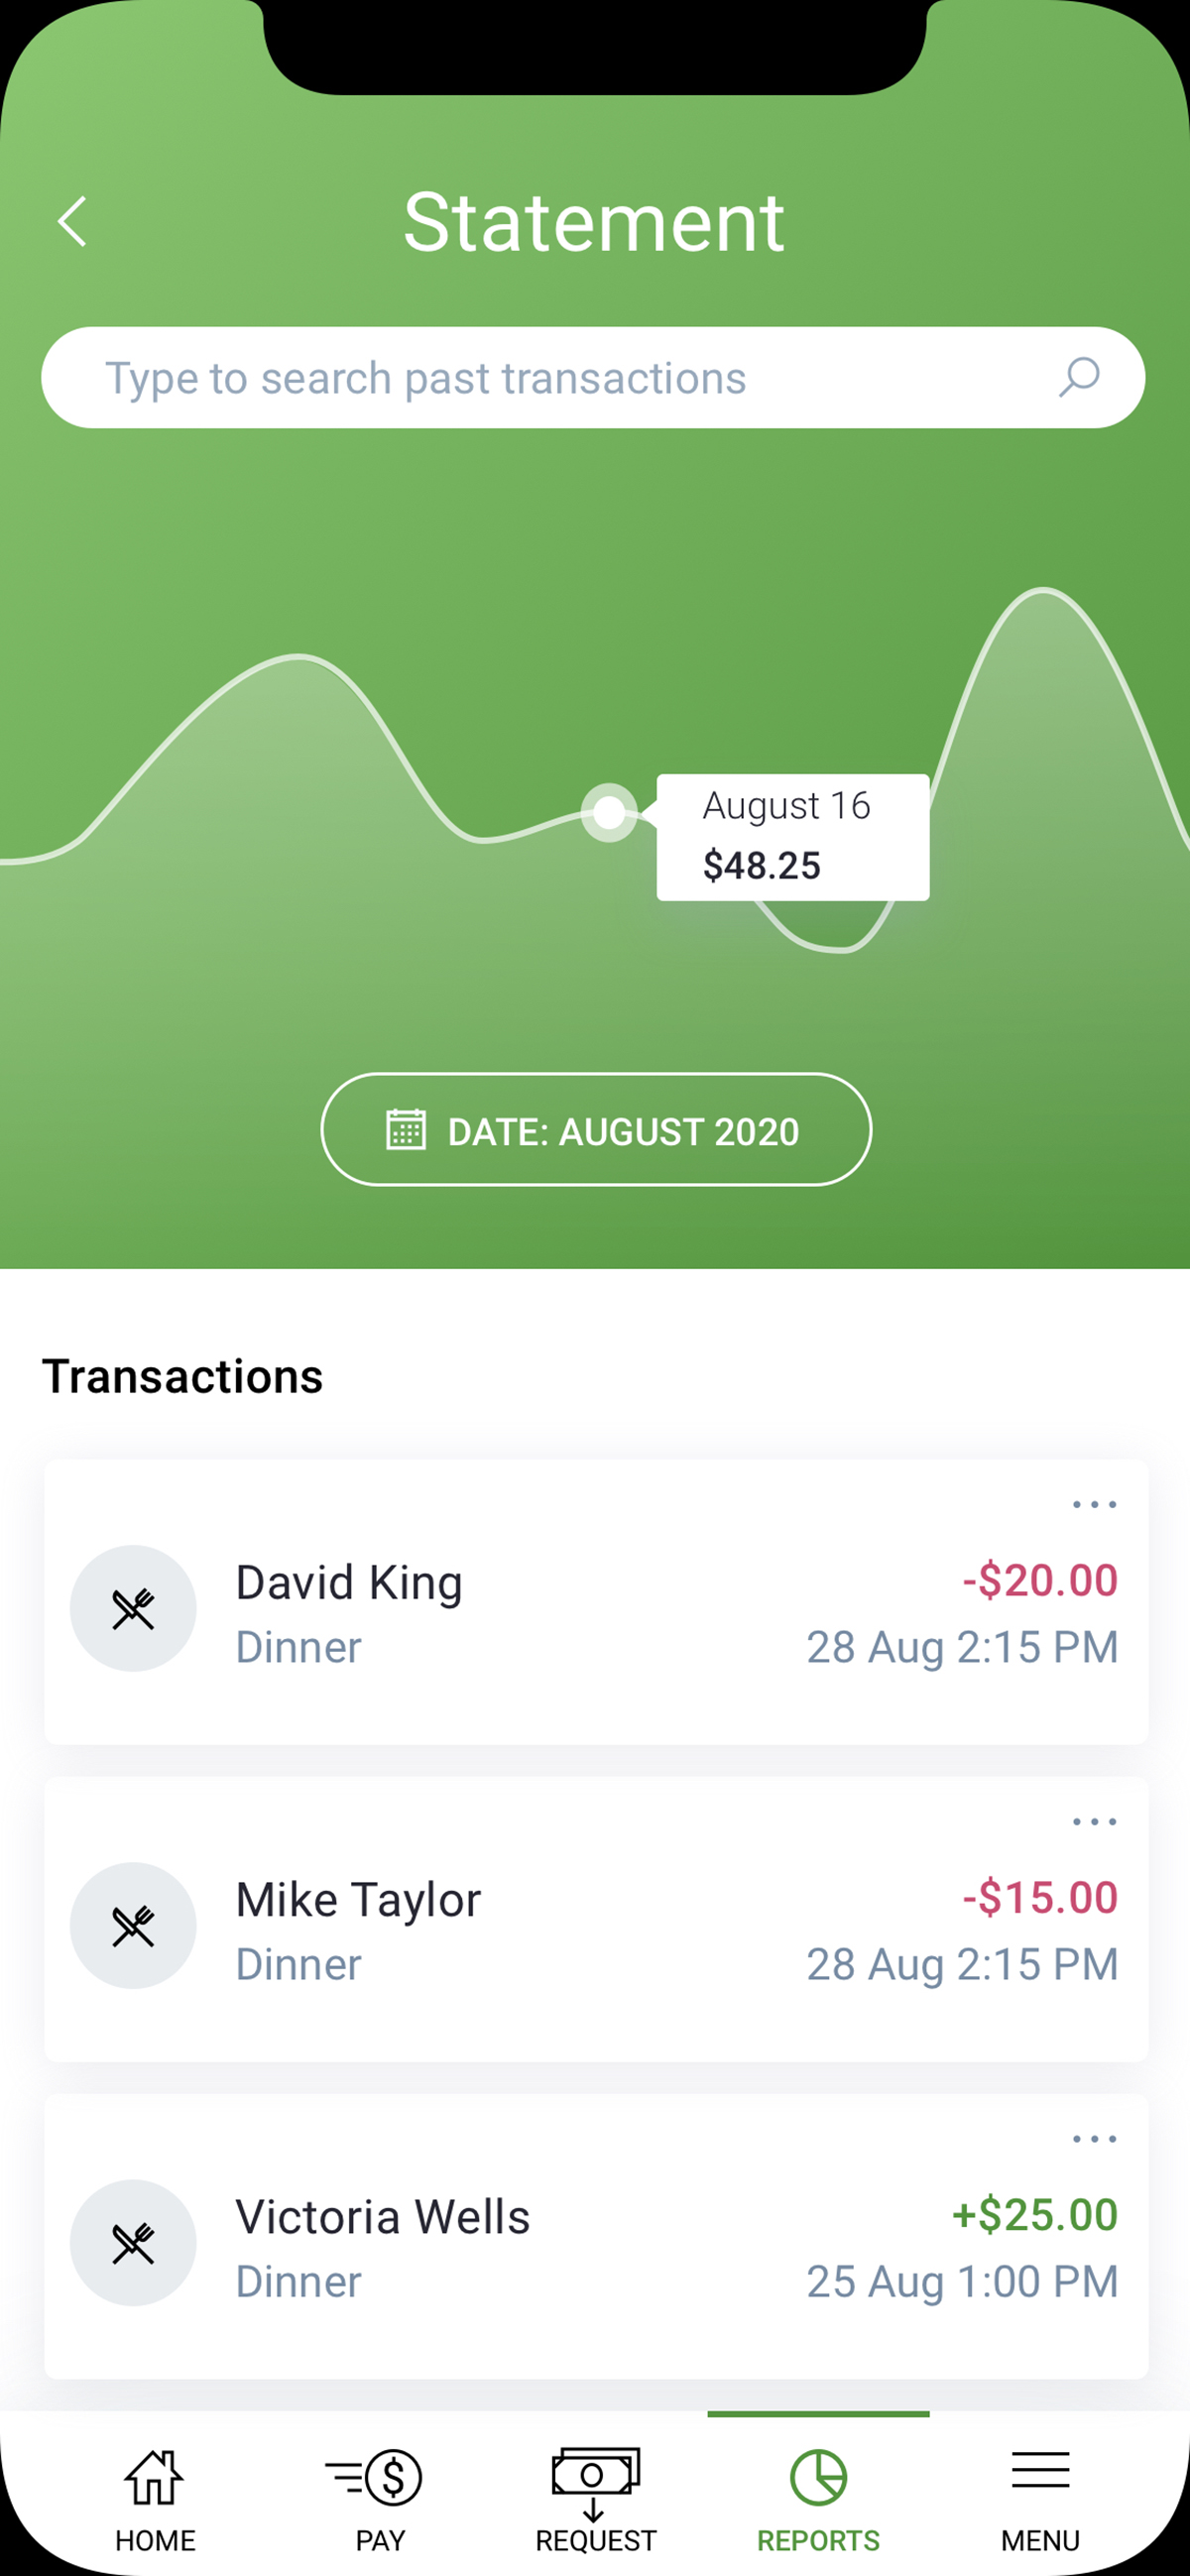 Statement
Type to search past transactions
August 16
$48.25
DATE: AUGUST 2020
Transactions
David King
-$20.00
Dinner
28 Aug 2:15 PM
Mike Taylor
-$15.00
Dinner
28 Aug 2:15 PM
Victoria Wells
+$25.00
Dinner
25 Aug 1:00 PM
HOME
PAY
REQUEST
REPORTS
MENU